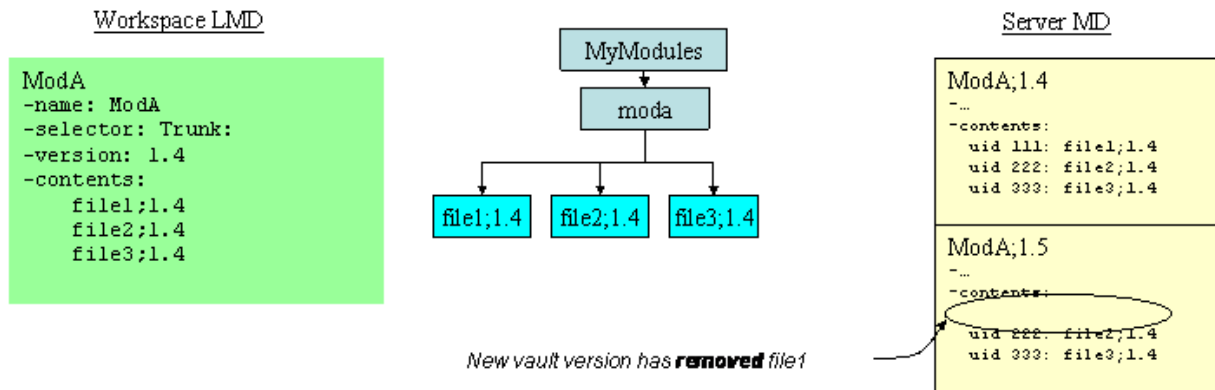 Workspace LMD
ModA
-name: ModA
-selector: Trunk:
-version: 1.4
-contents:
file1;1.4
file2;1.4
file3;1.4
MyModules
moda
file1;1.4
file2;1.4
file3;1.4
New vault version has removed file1
Server MD
ModA;1.4
-...
-contents:
uid 111: file1;1.4
uid 222: file2;1.4
uid 333: file3;1.4
ModA;1.5
-...
-contents:
uid 222: file2;1.4
uid 333: file3;1.4